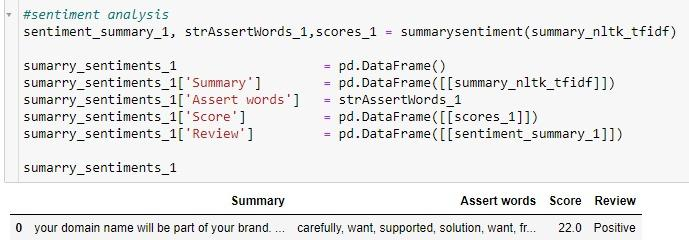 #sentiment analysis
sentiment_summary_1, strAssertWords_1,scores_1 = summarysentiment(summary_nltk_tfidf)
sumarry_sentiments_1 = pd.DataFrame()
sumarry_sentiments_1['Summary'] = pd.DataFrame([[summary_nltk_tfidf]])
sumarry_sentiments_1['Assert words'] = strAssertWords_1
sumarry_sentiments_1['Score'] = pd.DataFrame([[scores_1]])
sumarry_sentiments_1['Review'] = pd.DataFrame([[sentiment_summary_1]])
sumarry_sentiments_1
Summary Assert words Score Review
0 your domain name will be part of your brand. ... carefully, want, supported, solution, want, fr... 22.0 Positive